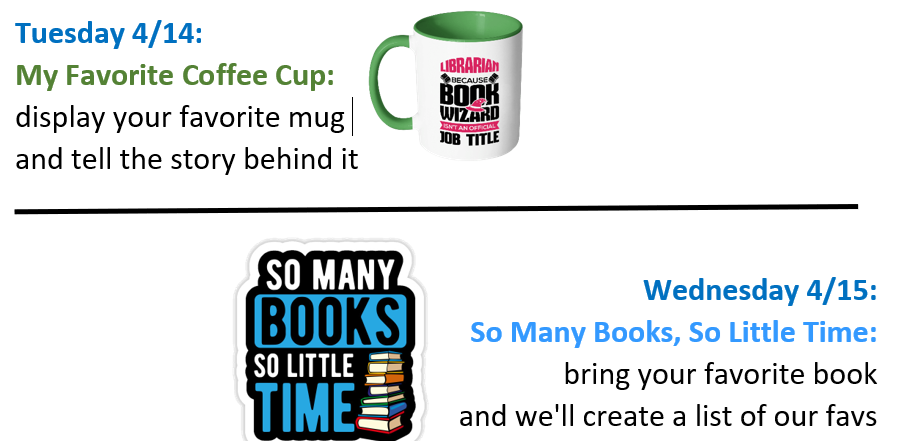 Tuesday 4/14:
My Favorite Coffee Cup:
display your favorite mug
and tell the story behind it
LIBRARIAN
BECAUSE
BOOK
WIZARD
ISN'T AN OFFICIAL
JOB TITLE
SO MANY
BOOKS
SO LITTLE
TIME
Wednesday 4/15:
So Many Books, So Little Time:
bring your favorite book
and we'll create a list of our favs